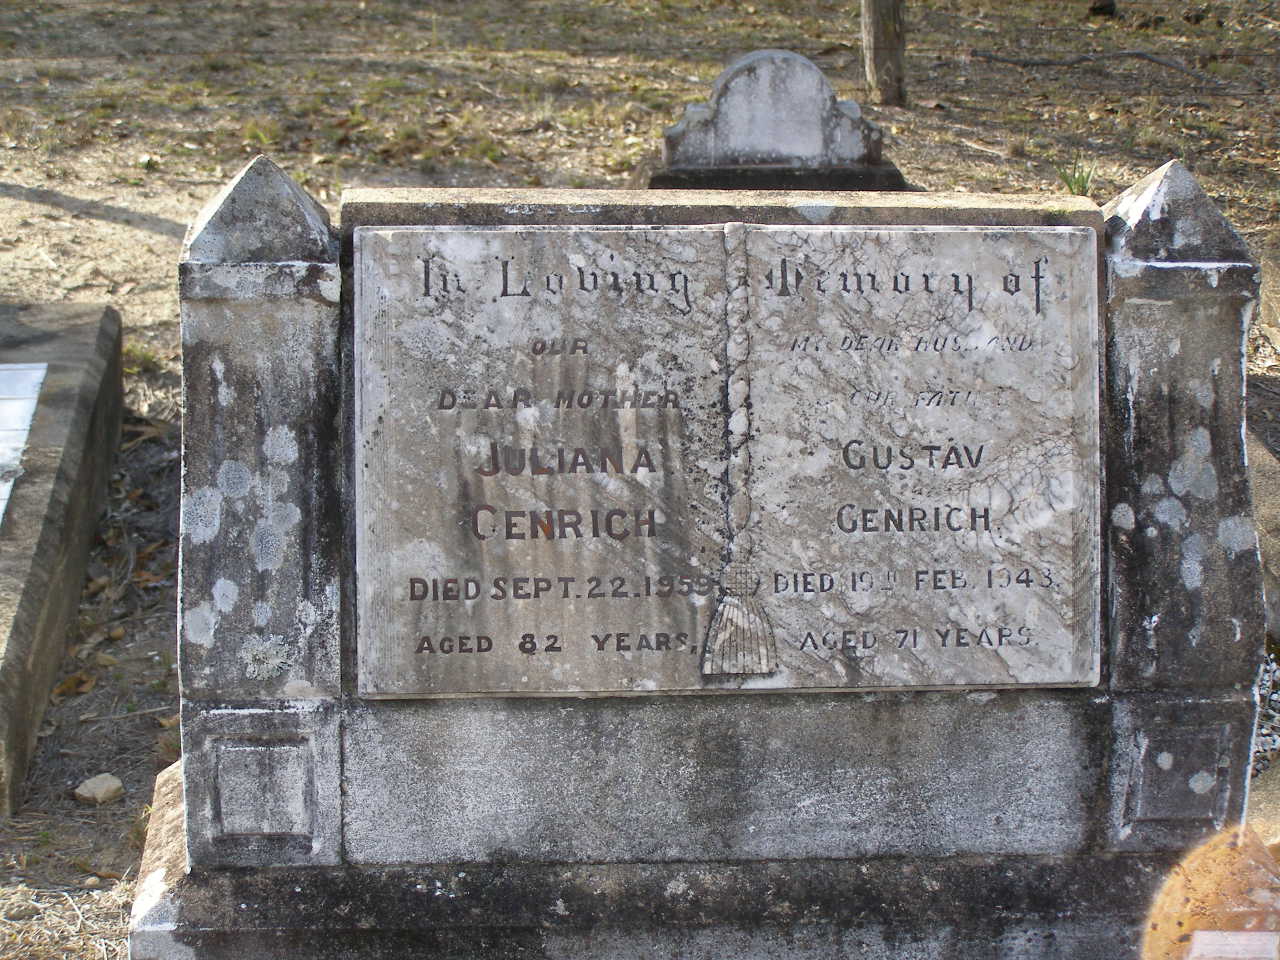 In Loving Memory of
OUR
DEAR MOTHER
JULIANA
GENRICH
DIED SEPT. 22. 1959
AGED 82 YEARS,
MY DEAR HUSBAND
OUR FATHER
GUSTAV
GENRICH
DIED 19TH FEB. 1943.
AGED 71 YEARS.